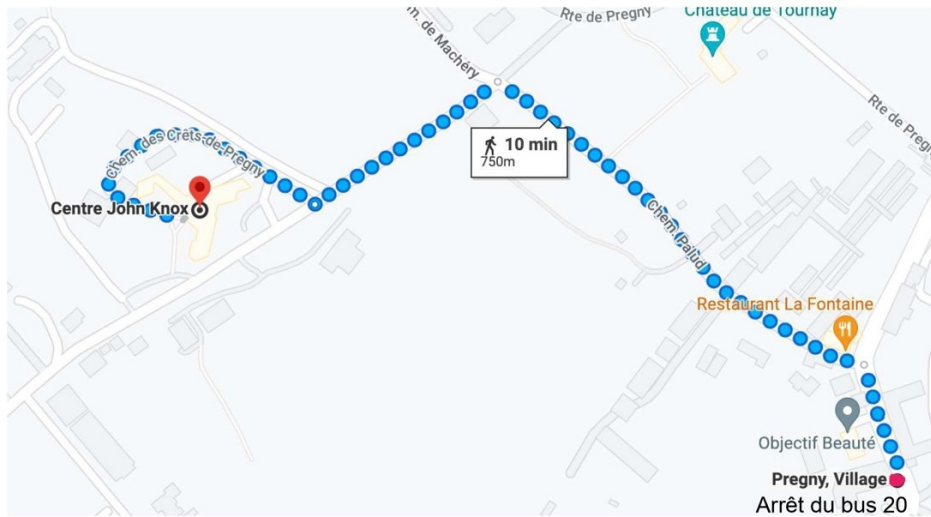 Château de Tournay
Rte de Pregny
m. de Machéry
Rte de Pregny
10 min
750m
Chem. des Crêts-de-Pregny
Centre John Knox
Chem. Palud
Restaurant La Fontaine
Objectif Beauté
Pregny, Village
Arrêt du bus 20